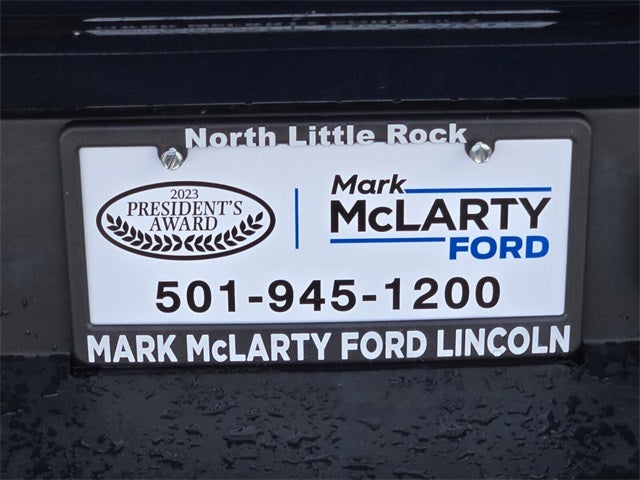 North Little Rock
2023
PRESIDENT'S
AWARD
Mark
McLARTY
FORD
501-945-1200
MARK McLARTY FORD LINCOLN